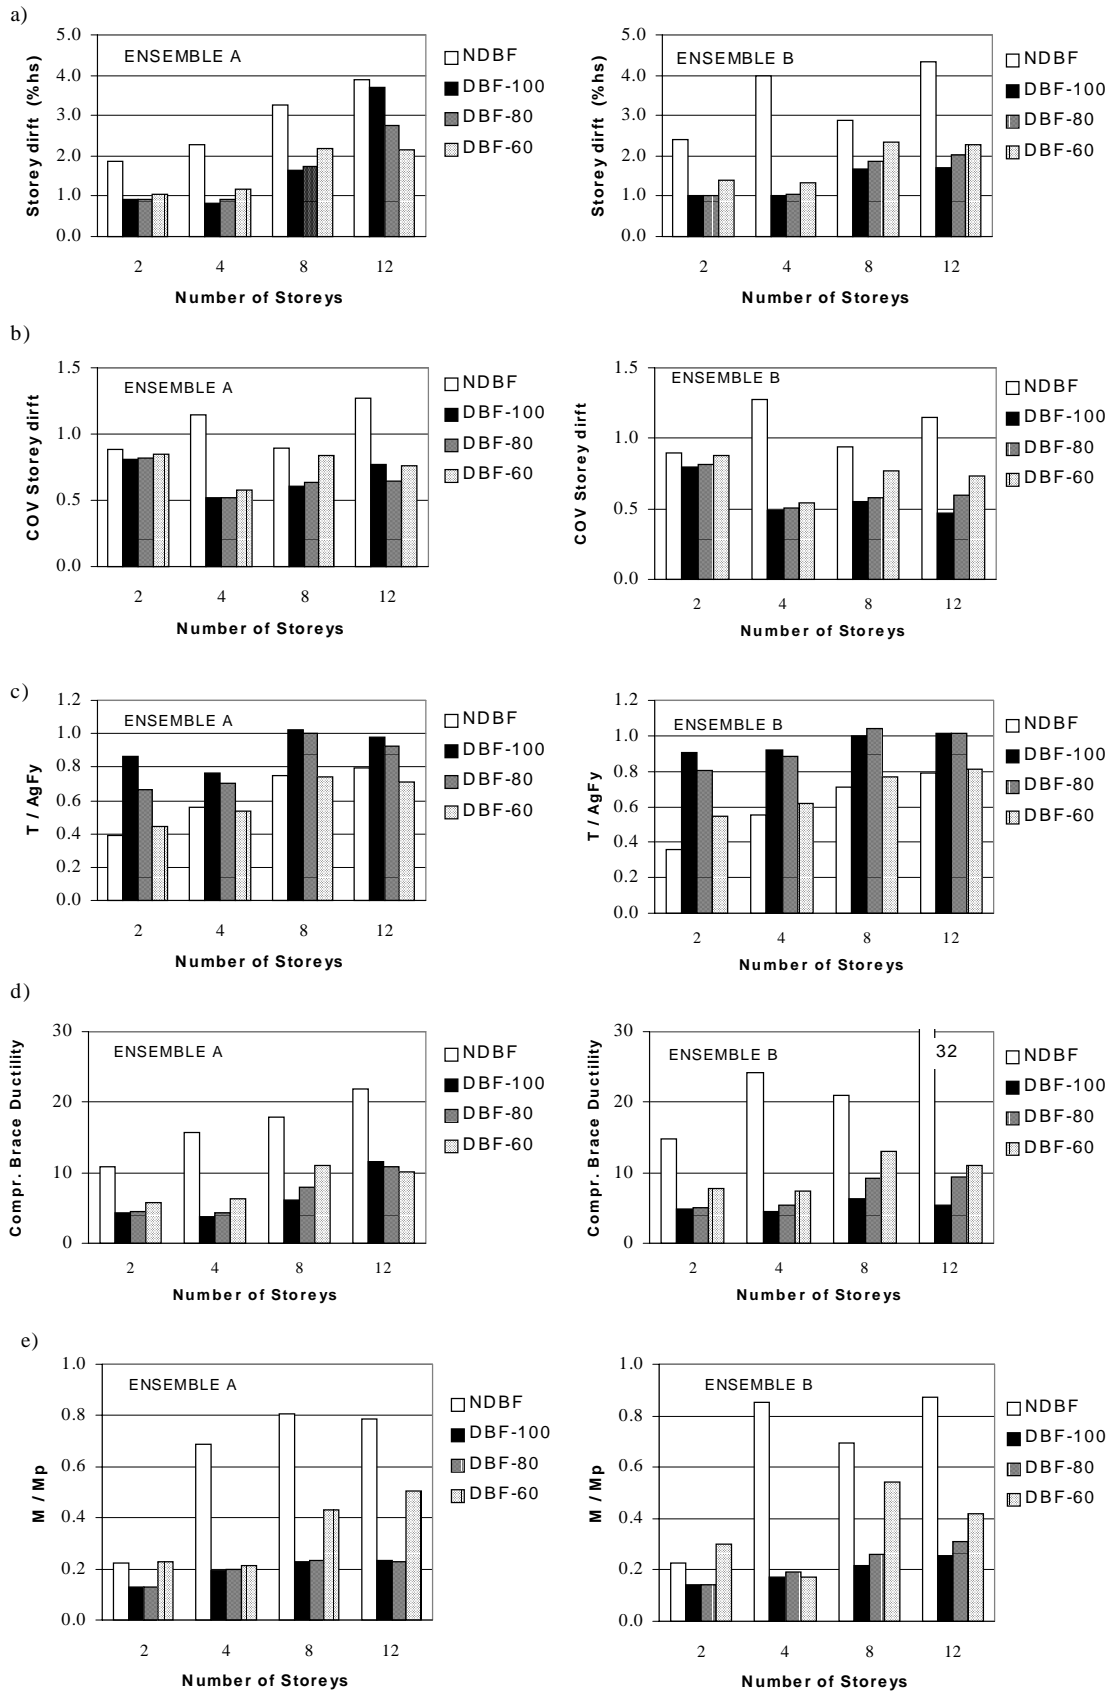 a)
5.0
4.0
3.0
2.0
1.0
0.0
Storey dirft (%hs)
ENSEMBLE A
2 4 8 12
Number of Storeys
NDBF
DBF-100
DBF-80
DBF-60
5.0
4.0
3.0
2.0
1.0
0.0
Storey dirft (%hs)
ENSEMBLE B
2 4 8 12
Number of Storeys
NDBF
DBF-100
DBF-80
DBF-60
b)
1.5
1.0
0.5
0.0
COV Storey dirft
ENSEMBLE A
2 4 8 12
Number of Storeys
NDBF
DBF-100
DBF-80
DBF-60
1.5
1.0
0.5
0.0
COV Storey dirft
ENSEMBLE B
2 4 8 12
Number of Storeys
NDBF
DBF-100
DBF-80
DBF-60
c)
1.2
1.0
0.8
0.6
0.4
0.2
0.0
T / AgFy
ENSEMBLE A
2 4 8 12
Number of Storeys
NDBF
DBF-100
DBF-80
DBF-60
1.2
1.0
0.8
0.6
0.4
0.2
0.0
T / AgFy
ENSEMBLE B
2 4 8 12
Number of Storeys
NDBF
DBF-100
DBF-80
DBF-60
d)
30
20
10
0
Compr. Brace Ductility
ENSEMBLE A
2 4 8 12
Number of Storeys
NDBF
DBF-100
DBF-80
DBF-60
30
20
10
0
Compr. Brace Ductility
ENSEMBLE B
32
2 4 8 12
Number of Storeys
NDBF
DBF-100
DBF-80
DBF-60
e)
1.0
0.8
0.6
0.4
0.2
0.0
M / Mp
ENSEMBLE A
2 4 8 12
Number of Storeys
NDBF
DBF-100
DBF-80
DBF-60
1.0
0.8
0.6
0.4
0.2
0.0
M / Mp
ENSEMBLE B
2 4 8 12
Number of Storeys
NDBF
DBF-100
DBF-80
DBF-60